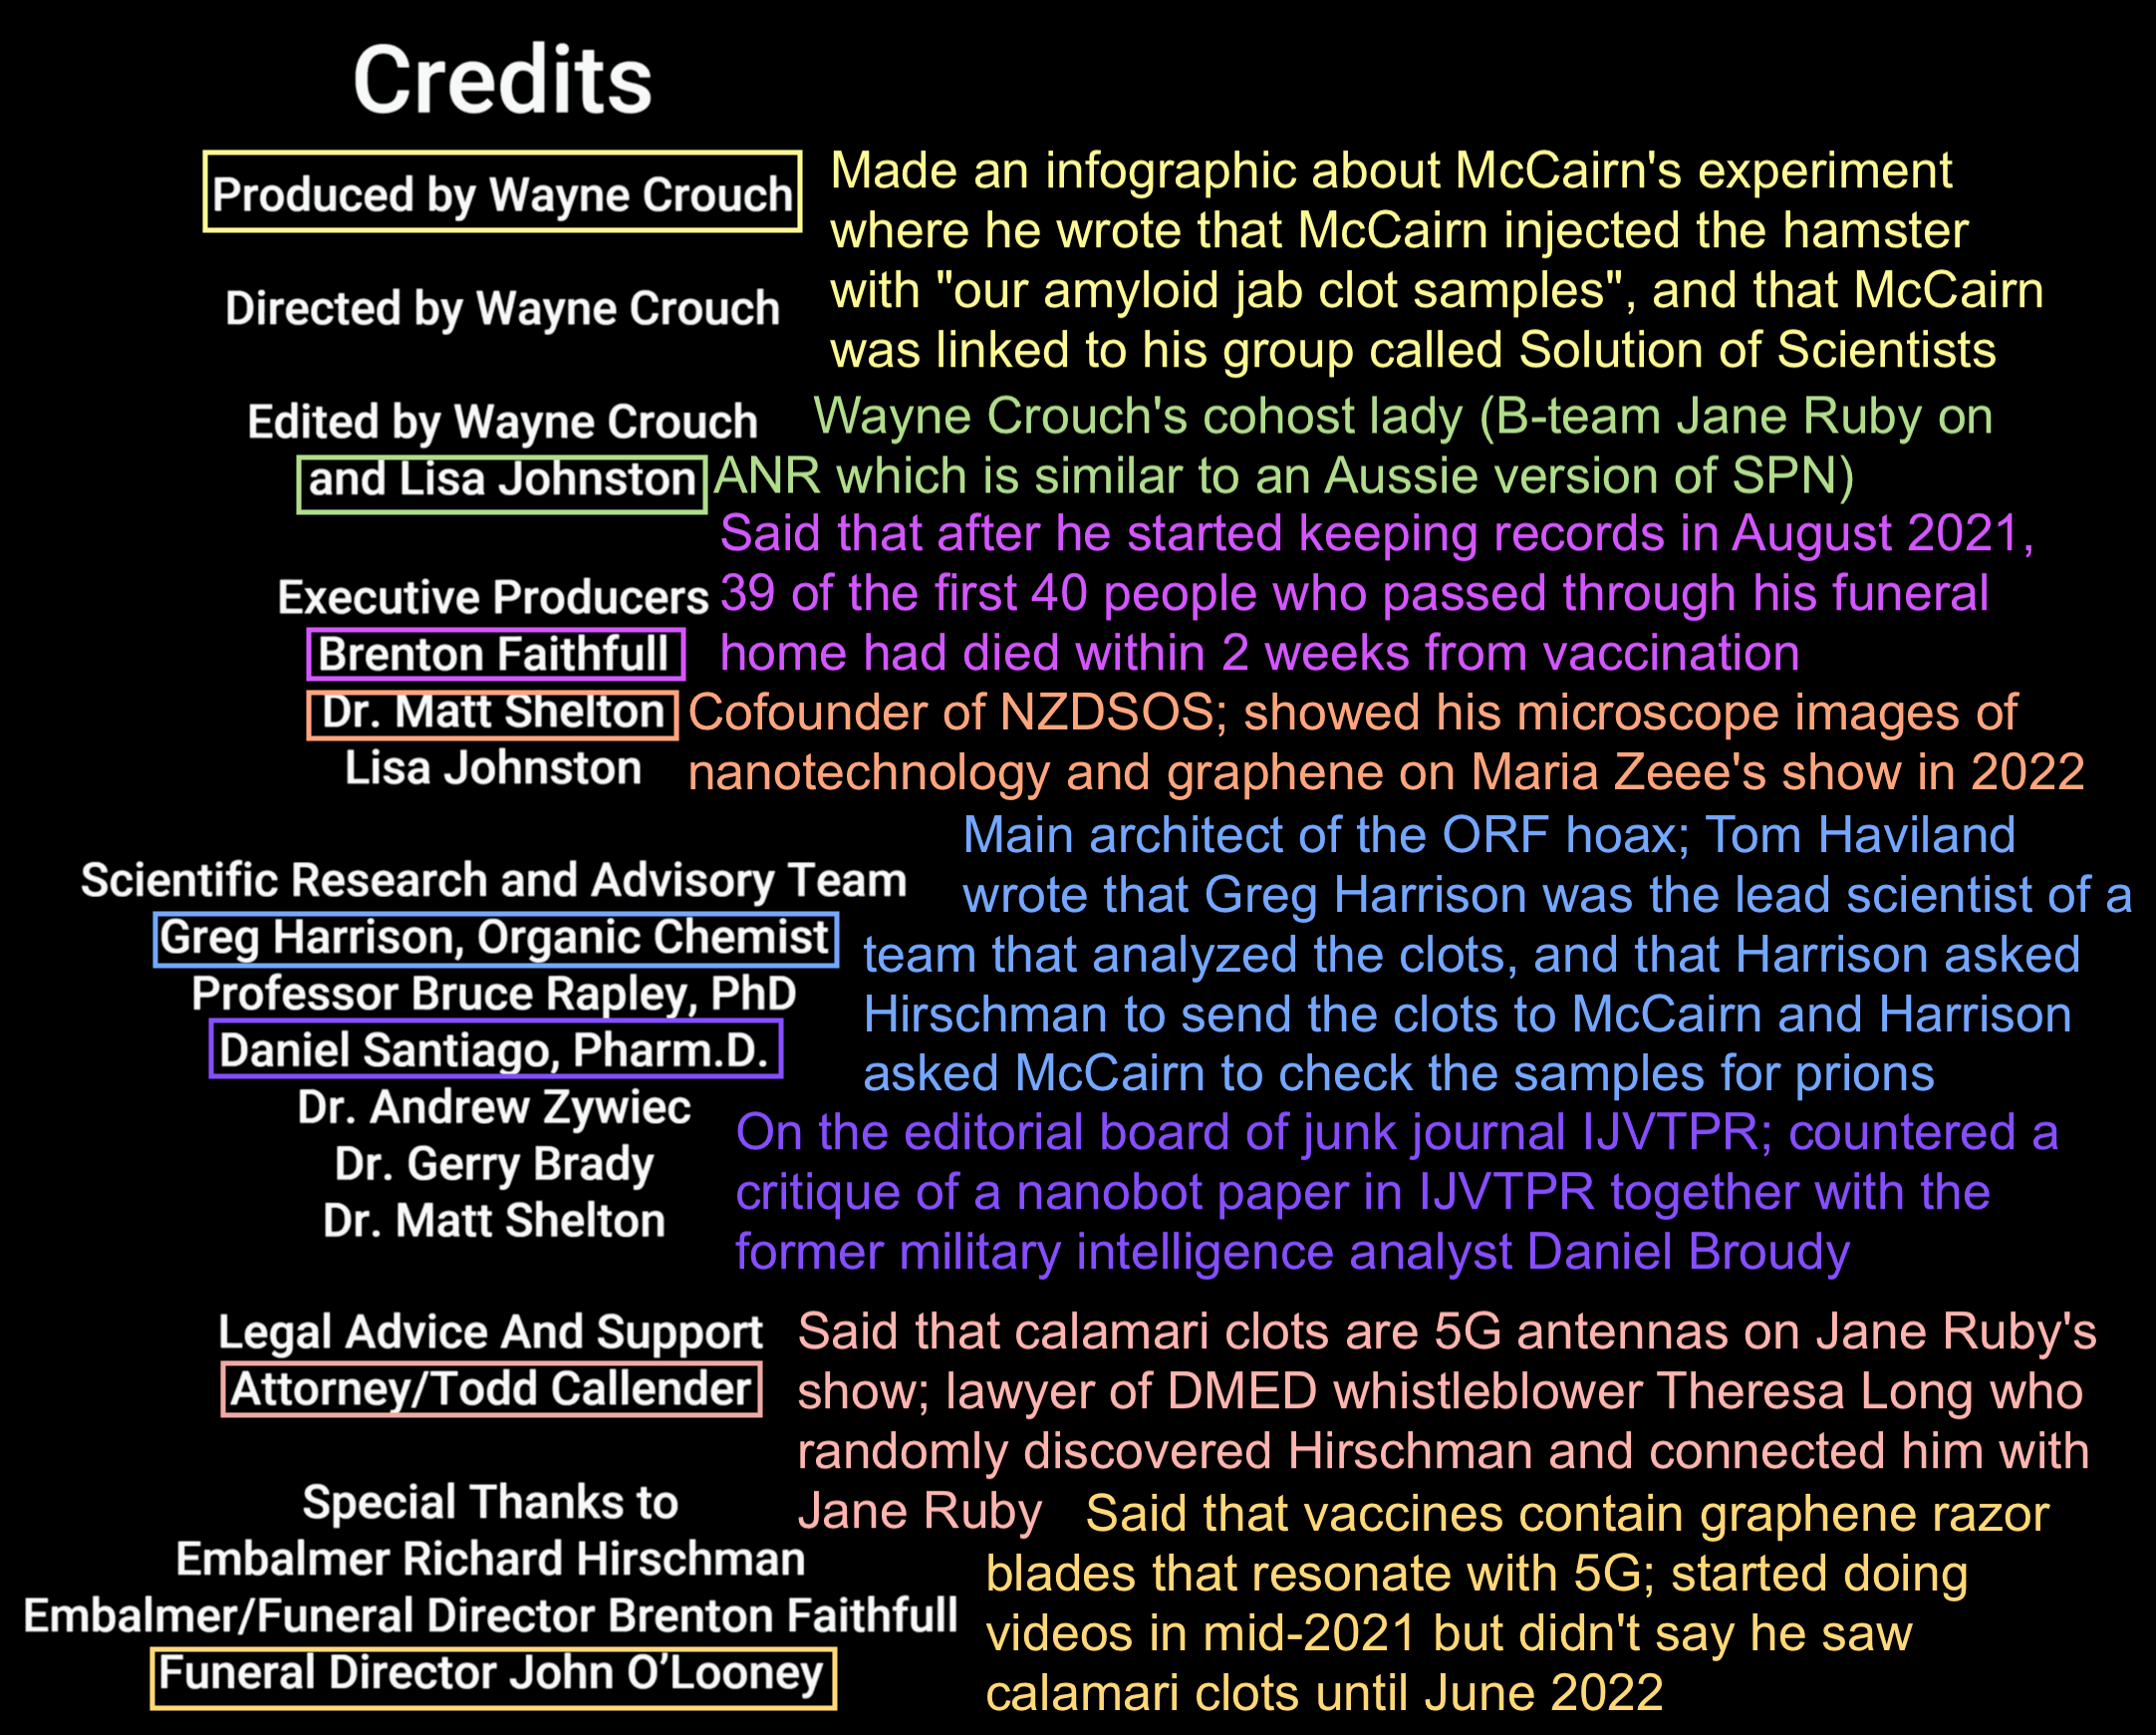 Credits
Produced by Wayne Crouch
Made an infographic about McCairn's experiment
where he wrote that McCairn injected the hamster
with "our amyloid jab clot samples", and that McCairn
was linked to his group called Solution of Scientists
Directed by Wayne Crouch
Edited by Wayne Crouch
and Lisa Johnston
Wayne Crouch's cohost lady (B-team Jane Ruby on
ANR which is similar to an Aussie version of SPN)
Executive Producers
Brenton Faithfull
Said that after he started keeping records in August 2021,
39 of the first 40 people who passed through his funeral
home had died within 2 weeks from vaccination
Dr. Matt Shelton
Cofounder of NZDSOS; showed his microscope images of
nanotechnology and graphene on Maria Zeee's show in 2022
Lisa Johnston
Scientific Research and Advisory Team
Greg Harrison, Organic Chemist
Main architect of the ORF hoax; Tom Haviland
wrote that Greg Harrison was the lead scientist of a
team that analyzed the clots, and that Harrison asked
Hirschman to send the clots to McCairn and Harrison
asked McCairn to check the samples for prions
Professor Bruce Rapley, PhD
Daniel Santiago, Pharm.D.
On the editorial board of junk journal IJVTPR; countered a
critique of a nanobot paper in IJVTPR together with the
former military intelligence analyst Daniel Broudy
Dr. Andrew Zywiec
Dr. Gerry Brady
Dr. Matt Shelton
Legal Advice And Support
Attorney/Todd Callender
Said that calamari clots are 5G antennas on Jane Ruby's
show; lawyer of DMED whistleblower Theresa Long who
randomly discovered Hirschman and connected him with
Jane Ruby
Special Thanks to
Embalmer Richard Hirschman
Embalmer/Funeral Director Brenton Faithfull
Funeral Director John O’Looney
Said that vaccines contain graphene razor
blades that resonate with 5G; started doing
videos in mid-2021 but didn't say he saw
calamari clots until June 2022